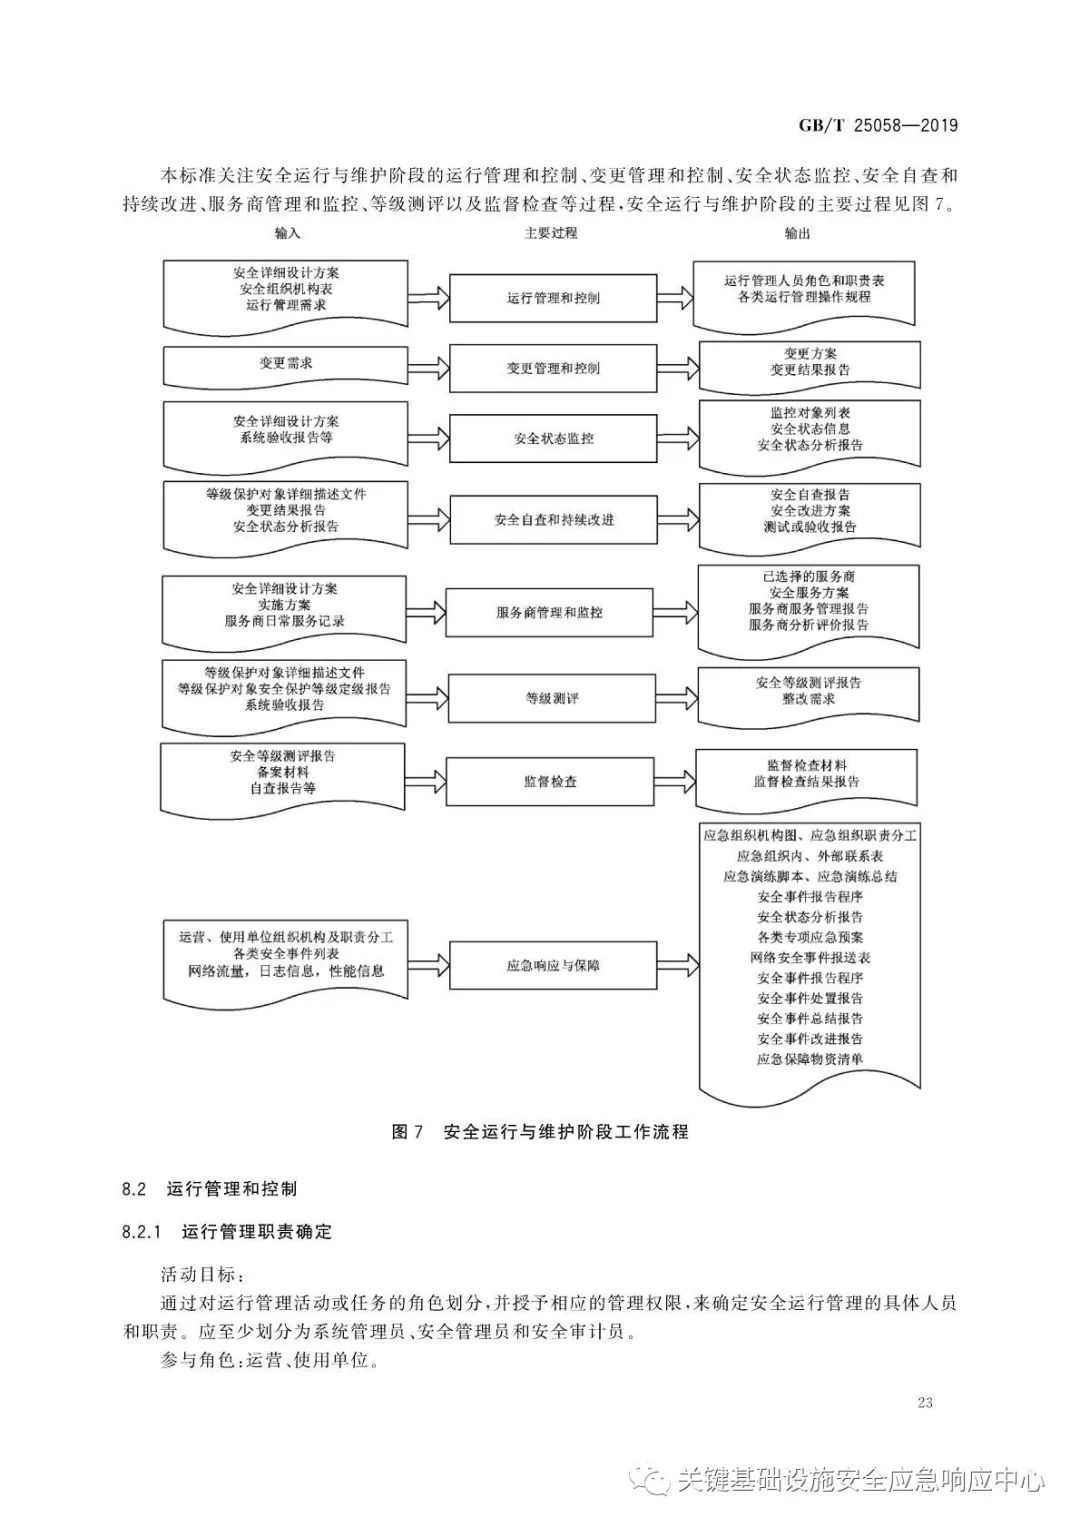 GB/T 25058—2019
本标准关注安全运行与维护阶段的运行管理和控制、变更管理和控制、安全状态监控、安全自查和
持续改进、服务商管理和监控、等级测评以及监督检查等过程,安全运行与维护阶段的主要过程见图7。
输入 主要过程 输出
安全详细设计方案
安全组织机构表
运行管理需求
运行管理和控制
运行管理人员角色和职责表
各类运行管理操作规程
变更需求
变更管理和控制
变更方案
变更结果报告
安全详细设计方案
系统验收报告等
安全状态监控
监控对象列表
安全状态信息
安全状态分析报告
等级保护对象详细描述文件
变更结果报告
安全状态分析报告
安全自查和持续改进
安全自查报告
安全改进方案
测试或验收报告
安全详细设计方案
实施方案
服务商日常服务记录
服务商管理和监控
已选择的服务商
安全服务方案
服务商服务管理报告
服务商分析评价报告
等级保护对象详细描述文件
等级保护对象安全保护等级定级报告
系统验收报告
等级测评
安全等级测评报告
整改需求
安全等级测评报告
备案材料
自查报告等
监督检查
监督检查材料
监督检查结果报告
运营、使用单位组织机构及职责分工
各类安全事件列表
网络流量，日志信息，性能信息
应急响应与保障
应急组织机构图、应急组织职责分工
应急组织内、外部联系表
应急演练脚本、应急演练总结
安全事件报告程序
安全状态分析报告
各类专项应急预案
网络安全事件报送表
安全事件报告程序
安全事件处置报告
安全事件总结报告
安全事件改进报告
应急保障物资清单
图7 安全运行与维护阶段工作流程
8.2 运行管理和控制
8.2.1 运行管理职责确定
活动目标:
通过对运行管理活动或任务的角色划分,并授予相应的管理权限,来确定安全运行管理的具体人员
和职责。应至少划分为系统管理员、安全管理员和安全审计员。
参与角色:运营、使用单位。
23
关键基础设施安全应急响应中心